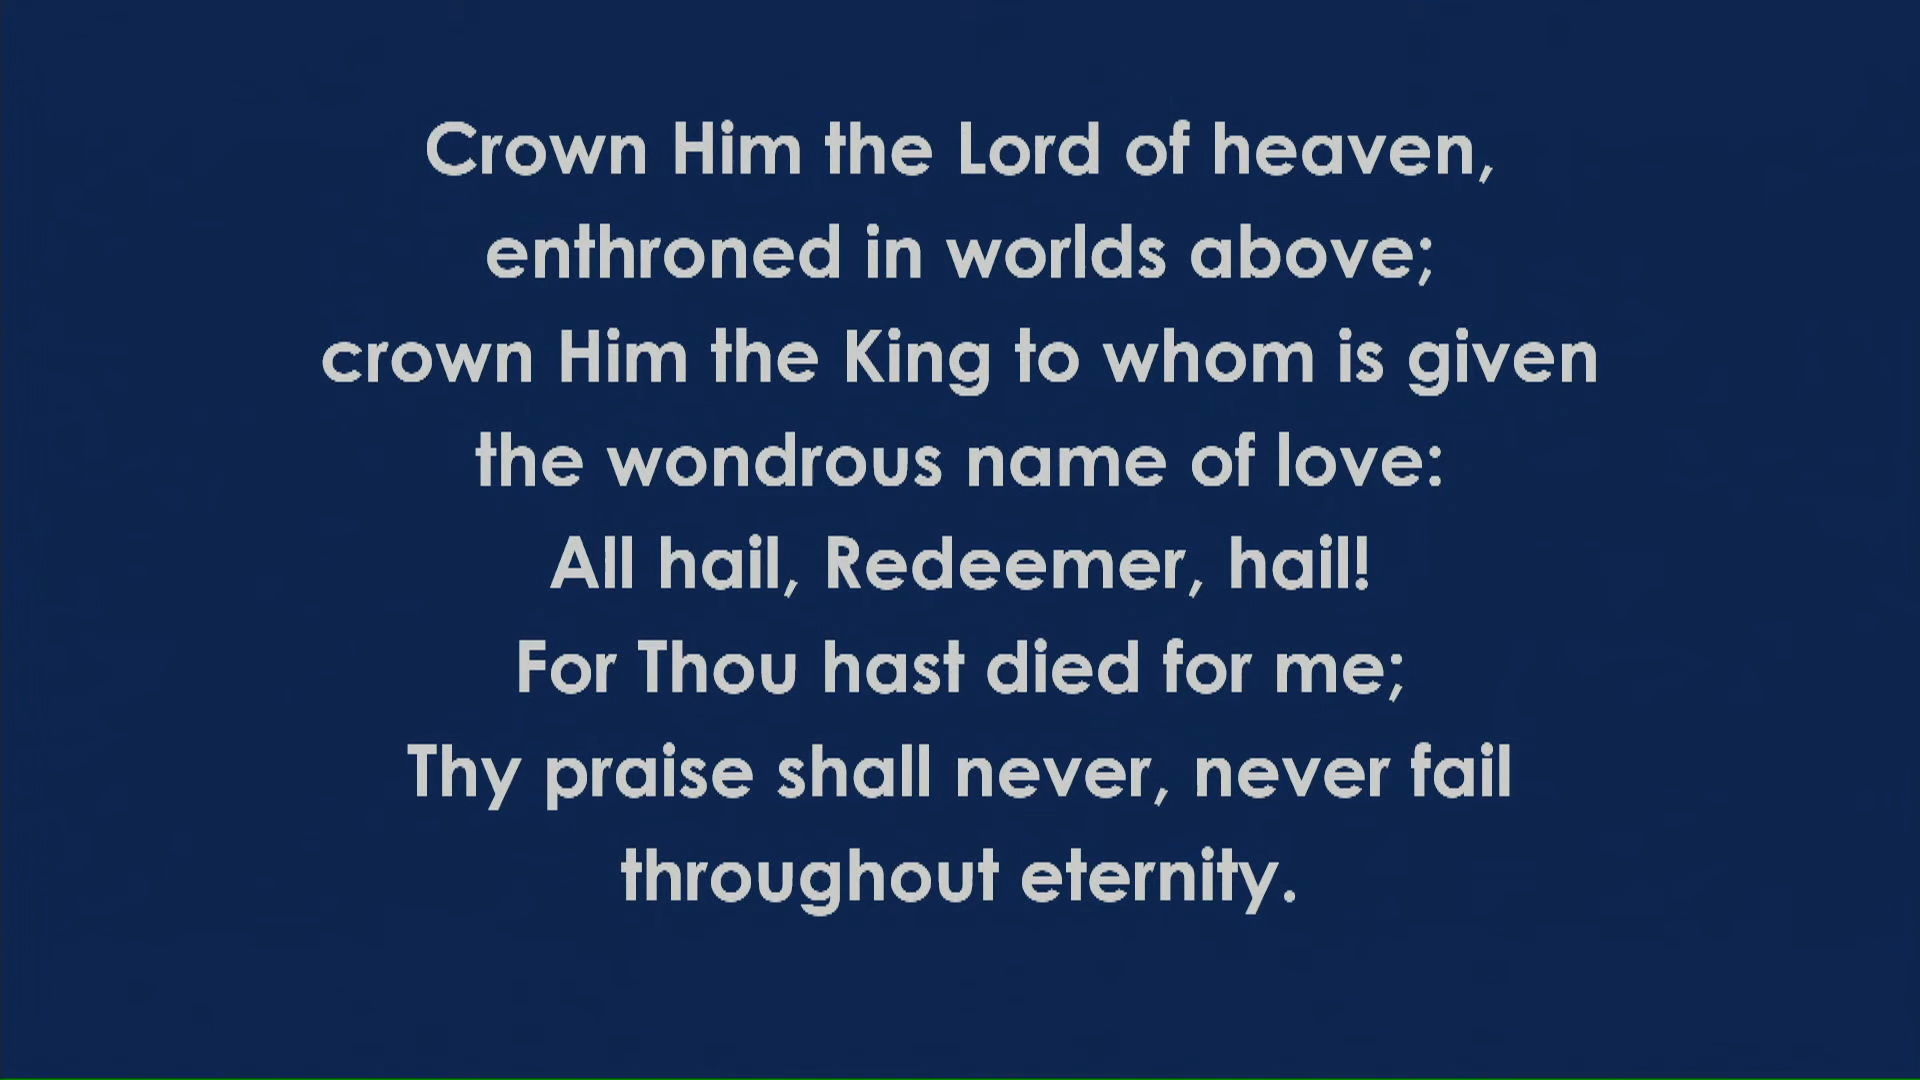 Crown Him the Lord of heaven,
enthroned in worlds above;
crown Him the King to whom is given
the wondrous name of love:
All hail, Redeemer, hail!
For Thou hast died for me;
Thy praise shall never, never fail
throughout eternity.